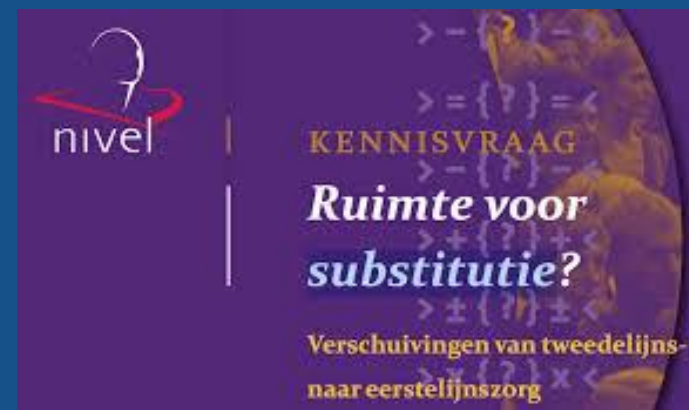 nivel
> - { ? } - <
> = { ? } = <
KENNISVRAAG
> - { ? } - <
Ruimte voor
> + { ? } + <
substitutie?
> ± { ? } ± <
Verschuivingen van tweedelijns-
> × { ? } × <
naar eerstelijnszorg